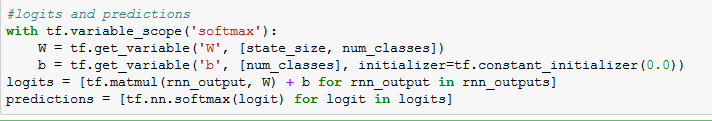 #logits and predictions
with tf.variable_scope('softmax'):
    W = tf.get_variable('W', [state_size, num_classes])
    b = tf.get_variable('b', [num_classes], initializer=tf.constant_initializer(0.0))
logits = [tf.matmul(rnn_output, W) + b for rnn_output in rnn_outputs]
predictions = [tf.nn.softmax(logit) for logit in logits]